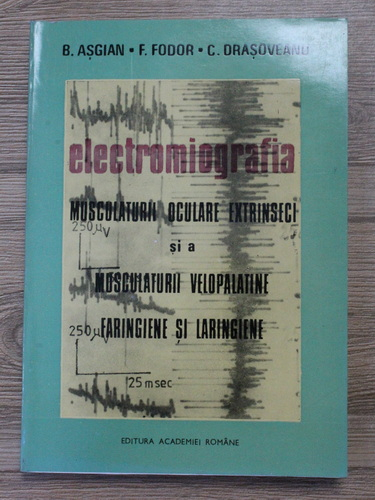 B. AȘGIAN • F. FODOR • C. DRAȘOVEANU
electromiografia
MUSCULATURII OCULARE EXTRINSECI
și a
MUSCULATURII VELOPALATINE
FARINGIENE ȘI LARINGIENE
250 μV
250 μV
25 msec
EDITURA ACADEMIEI ROMÂNE